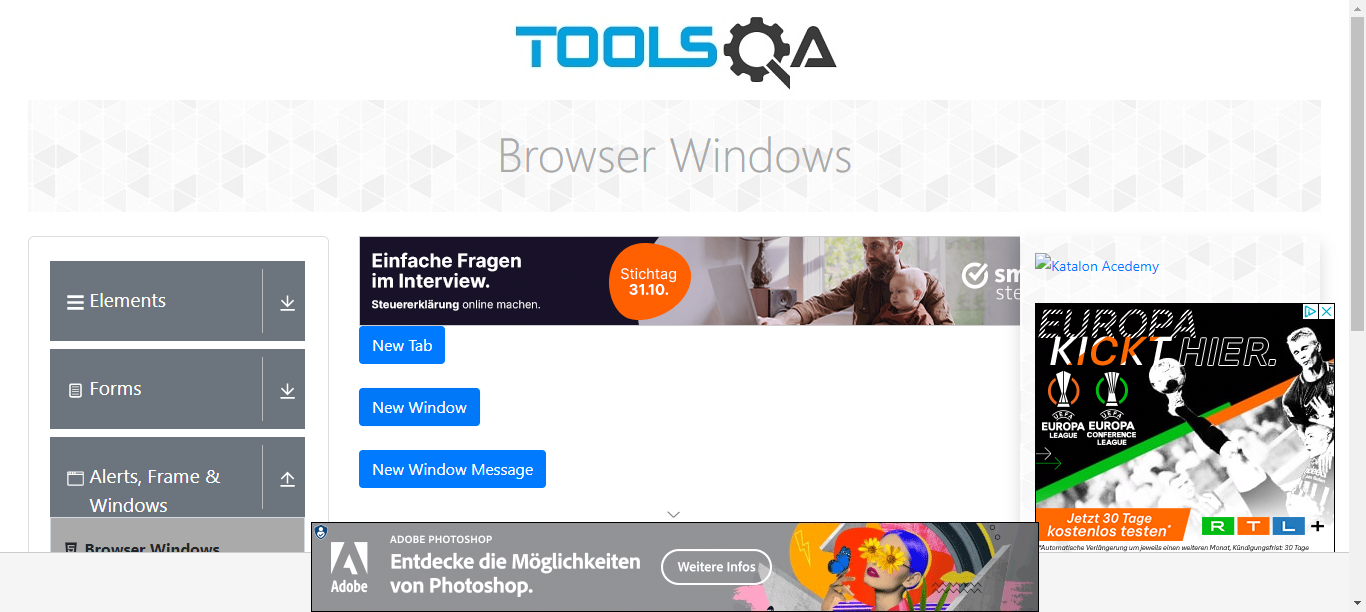 TOOLSQA
Browser Windows
Elements
Forms
Alerts, Frame &
Windows
Browser Windows
Einfache Fragen
im Interview.
Steuererklärung online machen.
Stichtag
31.10.
New Tab
New Window
New Window Message
Katalon Acedemy
EUROPA
KICKT HIER.
UEFA
EUROPA
LEAGUE
UEFA
EUROPA
CONFERENCE
LEAGUE
Jetzt 30 Tage
kostenlos testen*
RTL+
*Automatische Verlängerung um jeweils einen weiteren Monat, Kündigungsfrist: 30 Tage
Adobe
ADOBE PHOTOSHOP
Entdecke die Möglichkeiten
von Photoshop.
Weitere Infos